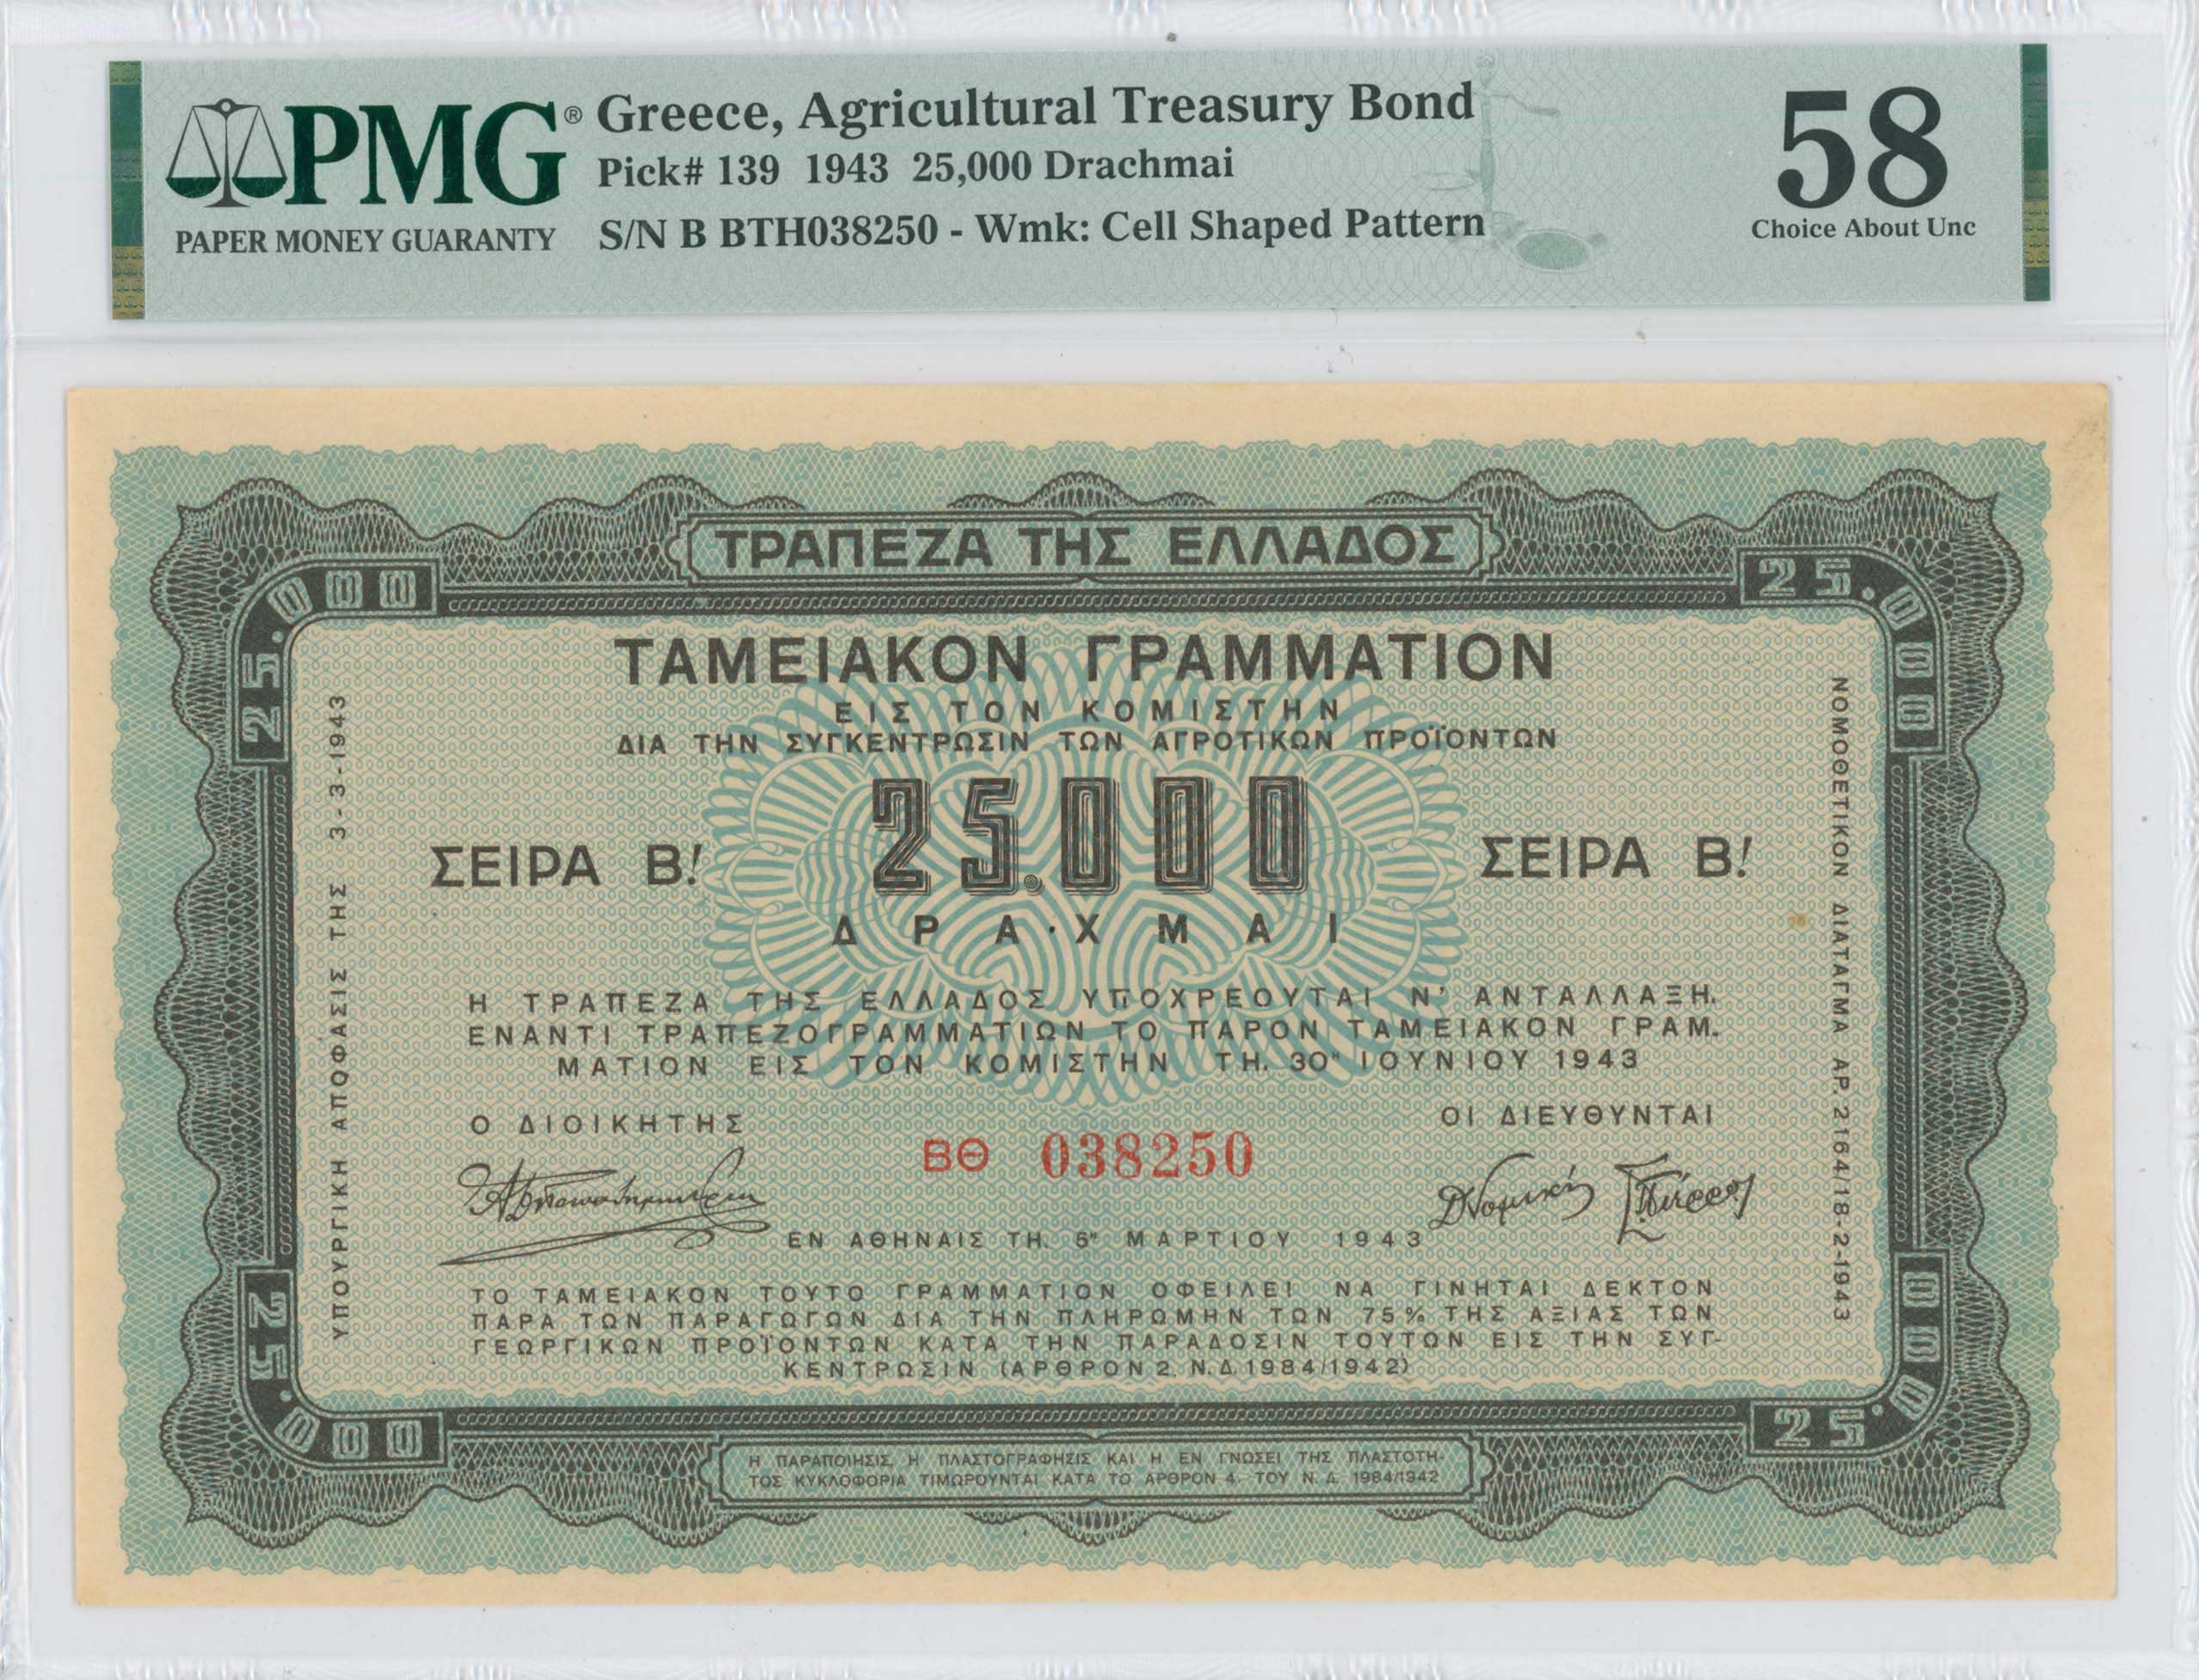 PMG® Greece, Agricultural Treasury Bond
Pick# 139 1943 25,000 Drachmai
PAPER MONEY GUARANTY S/N B BTH038250 - Wmk: Cell Shaped Pattern
58
Choice About Unc
ΤΡΑΠΕΖΑ ΤΗΣ ΕΛΛΑΔΟΣ
25.000
25.000
ΤΑΜΕΙΑΚΟΝ ΓΡΑΜΜΑΤΙΟΝ
ΕΙΣ ΤΟΝ ΚΟΜΙΣΤΗΝ
ΔΙΑ ΤΗΝ ΣΥΓΚΕΝΤΡΩΣΙΝ ΤΩΝ ΑΓΡΟΤΙΚΩΝ ΠΡΟΪΟΝΤΩΝ
ΥΠΟΥΡΓΙΚΗ ΑΠΟΦΑΣΙΣ ΤΗΣ 3-3-1943
ΝΟΜΟΘΕΤΙΚΟΝ ΔΙΑΤΑΓΜΑ ΑΡ. 2164/18-2-1943
ΣΕΙΡΑ Β! 25.000 ΣΕΙΡΑ Β!
ΔΡΑΧΜΑΙ
Η ΤΡΑΠΕΖΑ ΤΗΣ ΕΛΛΑΔΟΣ ΥΠΟΧΡΕΟΥΤΑΙ Ν' ΑΝΤΑΛΛΑΞΗ.
ΕΝΑΝΤΙ ΤΡΑΠΕΖΟΓΡΑΜΜΑΤΙΩΝ ΤΟ ΠΑΡΟΝ ΤΑΜΕΙΑΚΟΝ ΓΡΑΜ.
ΜΑΤΙΟΝ ΕΙΣ ΤΟΝ ΚΟΜΙΣΤΗΝ ΤΗ. 30ῃ ΙΟΥΝΙΟΥ 1943
Ο ΔΙΟΙΚΗΤΗΣ
ΟΙ ΔΙΕΥΘΥΝΤΑΙ
ΒΘ 038250
ΕΝ ΑΘΗΝΑΙΣ ΤΗ. 5ῃ ΜΑΡΤΙΟΥ 1943
ΤΟ ΤΑΜΕΙΑΚΟΝ ΤΟΥΤΟ ΓΡΑΜΜΑΤΙΟΝ ΟΦΕΙΛΕΙ ΝΑ ΓΙΝΗΤΑΙ ΔΕΚΤΟΝ
ΠΑΡΑ ΤΩΝ ΠΑΡΑΓΩΓΩΝ ΔΙΑ ΤΗΝ ΠΛΗΡΩΜΗΝ ΤΩΝ 75% ΤΗΣ ΑΞΙΑΣ ΤΩΝ
ΓΕΩΡΓΙΚΩΝ ΠΡΟΪΟΝΤΩΝ ΚΑΤΑ ΤΗΝ ΠΑΡΑΔΟΣΙΝ ΤΟΥΤΩΝ ΕΙΣ ΤΗΝ ΣΥΓ-
ΚΕΝΤΡΩΣΙΝ (ΑΡΘΡΟΝ 2. Ν.Δ. 1984/1942)
25.000
25.000
Η ΠΑΡΑΠΟΙΗΣΙΣ, Η ΠΛΑΣΤΟΓΡΑΦΗΣΙΣ ΚΑΙ Η ΕΝ ΓΝΩΣΕΙ ΤΗΣ ΠΛΑΣΤΟΤΗ-
ΤΟΣ ΚΥΚΛΟΦΟΡΙΑ ΤΙΜΩΡΟΥΝΤΑΙ ΚΑΤΑ ΤΟ ΑΡΘΡΟΝ 4. ΤΟΥ Ν. Δ. 1984/1942